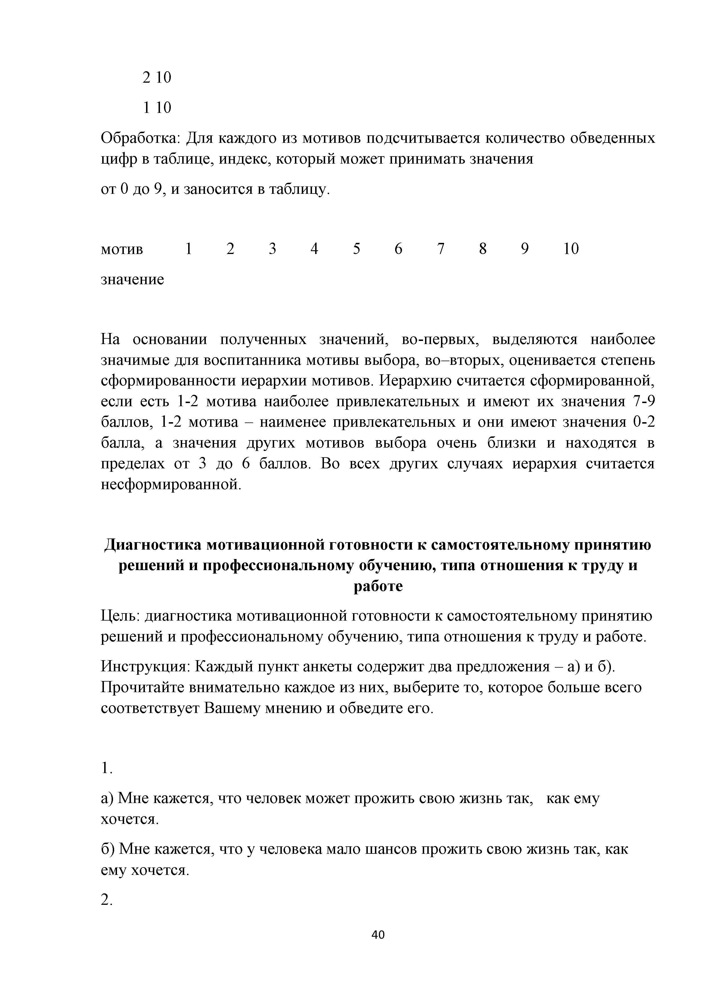 2 10
1 10
Обработка: Для каждого из мотивов подсчитывается количество обведенных
цифр в таблице, индекс, который может принимать значения
от 0 до 9, и заносится в таблицу.
мотив 1 2 3 4 5 6 7 8 9 10
значение
На основании полученных значений, во-первых, выделяются наиболее
значимые для воспитанника мотивы выбора, во–вторых, оценивается степень
сформированности иерархии мотивов. Иерархию считается сформированной,
если есть 1-2 мотива наиболее привлекательных и имеют их значения 7-9
баллов, 1-2 мотива – наименее привлекательных и они имеют значения 0-2
балла, а значения других мотивов выбора очень близки и находятся в
пределах от 3 до 6 баллов. Во всех других случаях иерархия считается
несформированной.
Диагностика мотивационной готовности к самостоятельному принятию
решений и профессиональному обучению, типа отношения к труду и
работе
Цель: диагностика мотивационной готовности к самостоятельному принятию
решений и профессиональному обучению, типа отношения к труду и работе.
Инструкция: Каждый пункт анкеты содержит два предложения – а) и б).
Прочитайте внимательно каждое из них, выберите то, которое больше всего
соответствует Вашему мнению и обведите его.
1.
а) Мне кажется, что человек может прожить свою жизнь так, как ему
хочется.
б) Мне кажется, что у человека мало шансов прожить свою жизнь так, как
ему хочется.
2.
40